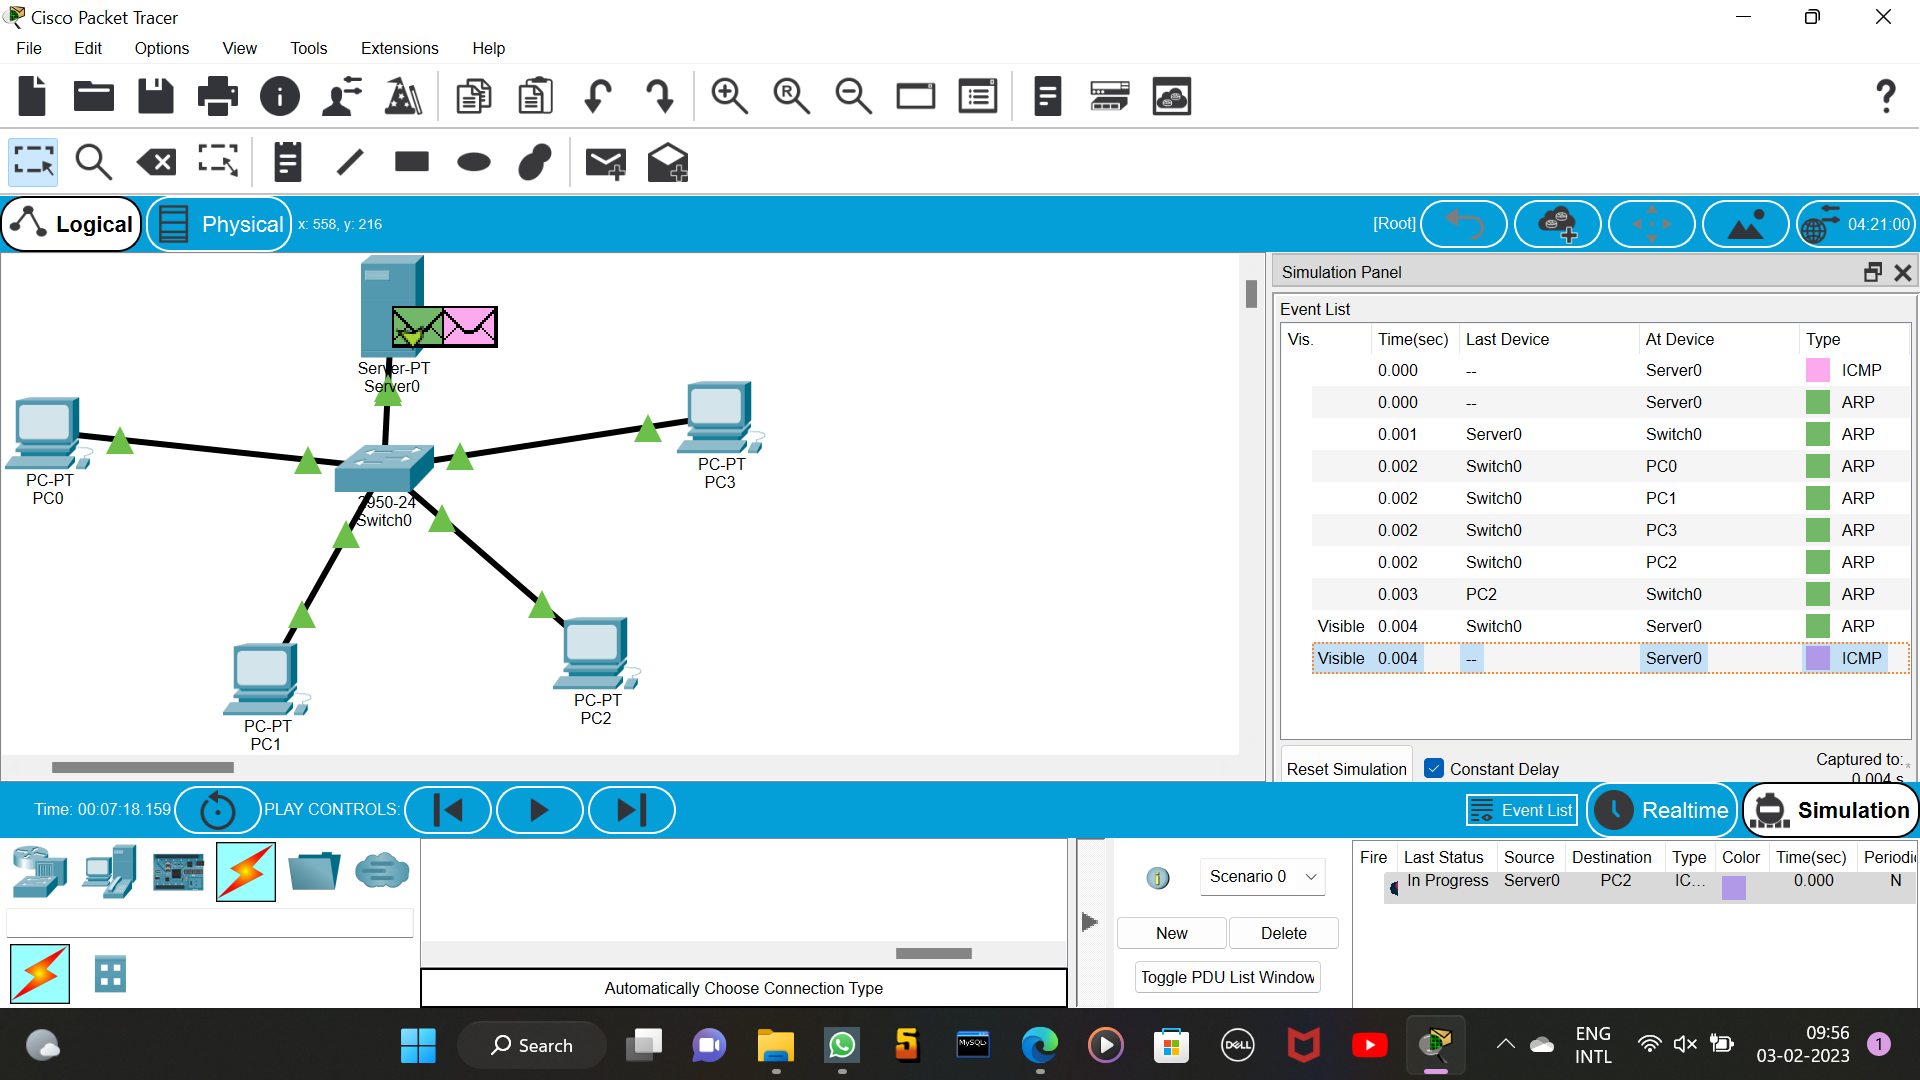 Cisco Packet Tracer
File Edit Options View Tools Extensions Help
Logical Physical x: 558, y: 216 [Root] 04:21:00
Server-PT
Server0
PC-PT
PC0
2950-24
Switch0
PC-PT
PC3
PC-PT
PC1
PC-PT
PC2
Simulation Panel
Event List
Vis. Time(sec) Last Device At Device Type
0.000 -- Server0 ICMP
0.000 -- Server0 ARP
0.001 Server0 Switch0 ARP
0.002 Switch0 PC0 ARP
0.002 Switch0 PC1 ARP
0.002 Switch0 PC3 ARP
0.002 Switch0 PC2 ARP
0.003 PC2 Switch0 ARP
Visible 0.004 Switch0 Server0 ARP
Visible 0.004 -- Server0 ICMP
Reset Simulation Constant Delay Captured to: *
0.004 s
Time: 00:07:18.159 PLAY CONTROLS: Event List Realtime Simulation
Scenario 0
New Delete
Toggle PDU List Window
Automatically Choose Connection Type
Fire Last Status Source Destination Type Color Time(sec) Periodi
In Progress Server0 PC2 IC... 0.000 N
Search
MySQL
DELL
ENG
INTL
09:56
03-02-2023
1